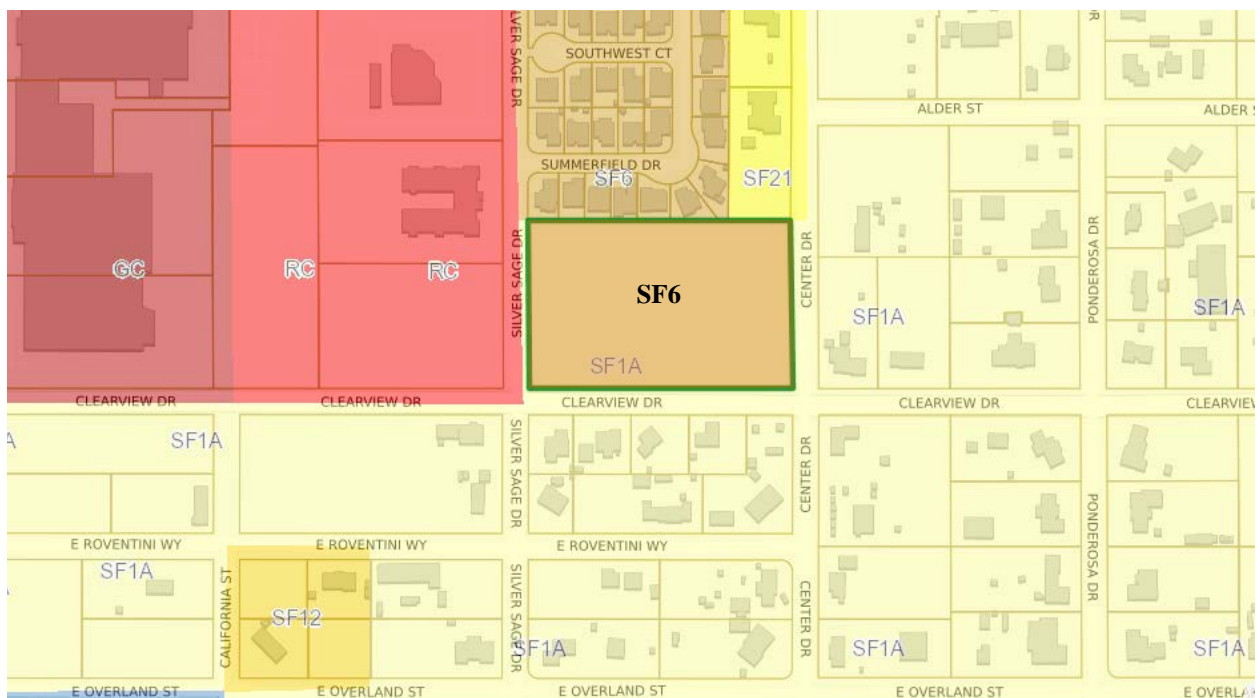 SILVER SAGE DR
SOUTHWEST CT
ALDER ST
ALDER S
SUMMERFIELD DR
SF6
SF21
GC
RC
RC
SILVER SAGE DR
SF6
SF1A
CENTER DR
SF1A
PONDEROSA DR
SF1A
CLEARVIEW DR
CLEARVIEW DR
CLEARVIEW DR
CLEARVIEW DR
CLEARVIE
A
SF1A
SILVER SAGE DR
CENTER DR
E ROVENTINI WY
E ROVENTINI WY
E ROVENTINI WY
PONDEROSA DR
SF1A
CALIFORNIA ST
SF12
SILVER SAGE DR
SF1A
CENTER DR
SF1A
SF1A
E OVERLAND ST
E OVERLAND ST
E OVERLAND ST
E OVERLAND ST